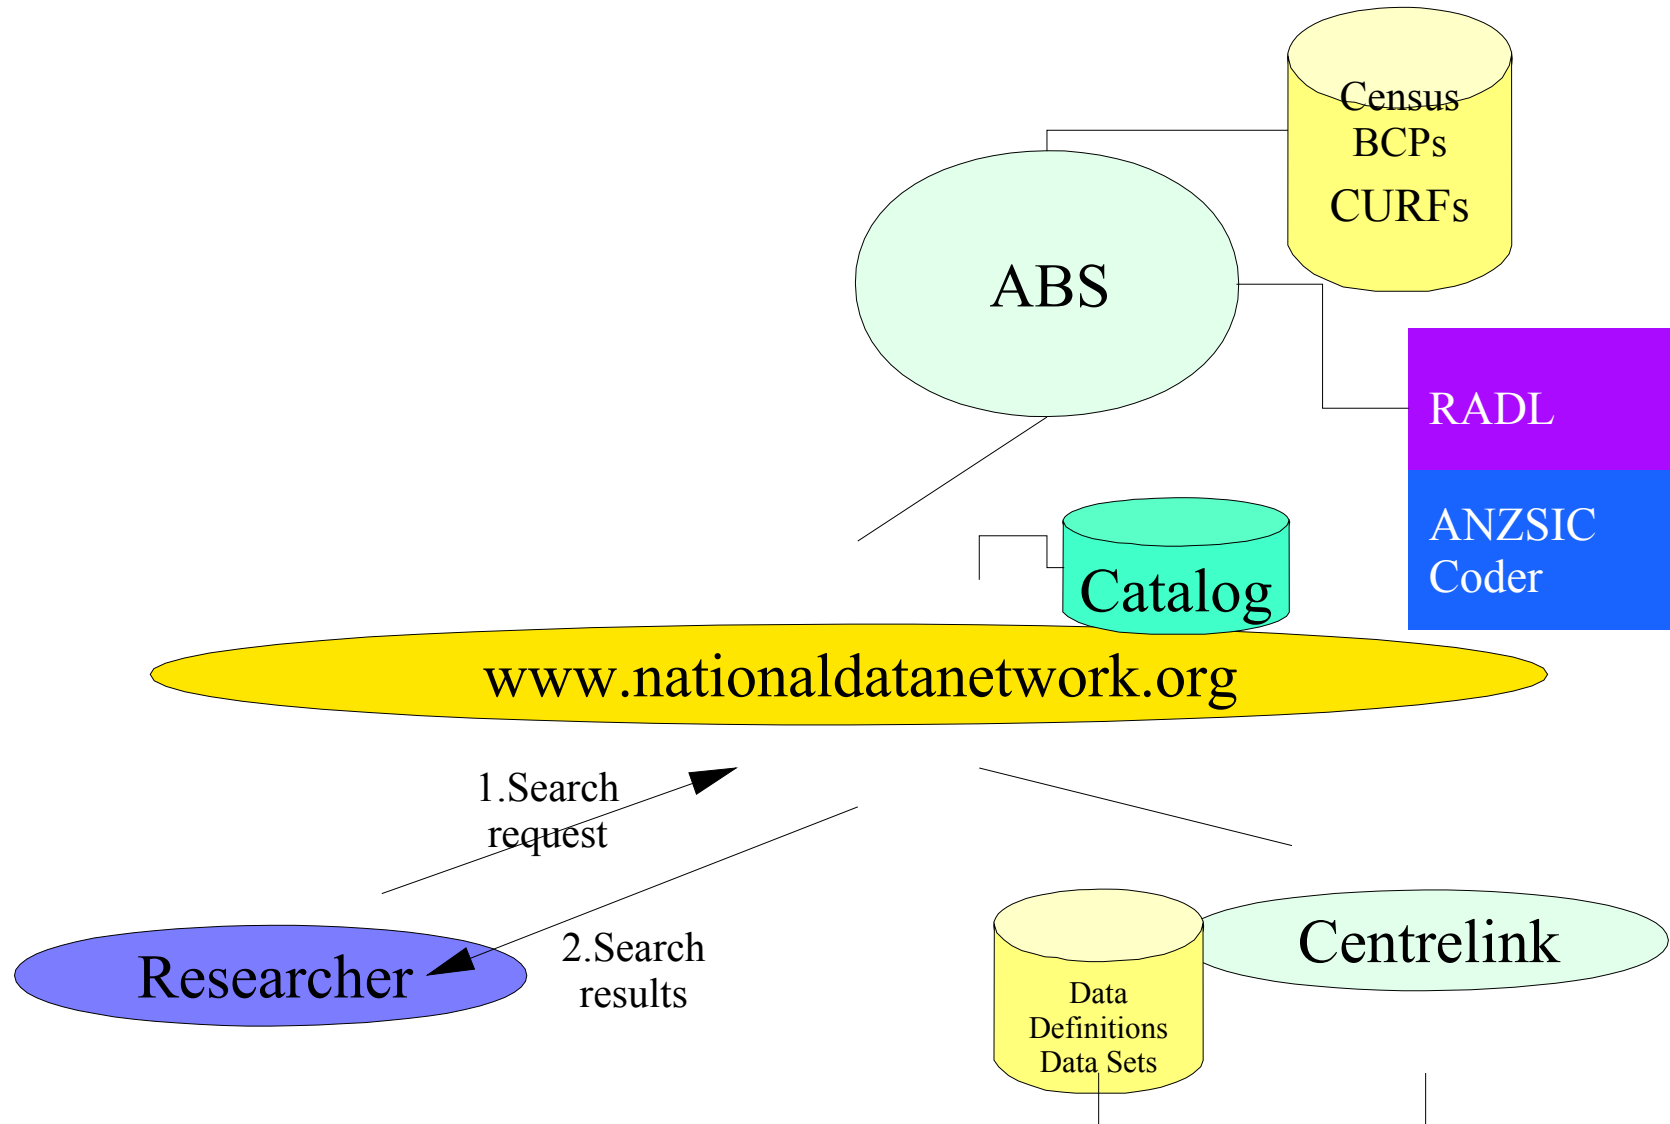 Census
BCPs
CURFs
ABS
RADL
ANZSIC
Coder
Catalog
www.nationaldatanetwork.org
1.Search
request
Researcher
2.Search
results
Centrelink
Data
Definitions
Data Sets